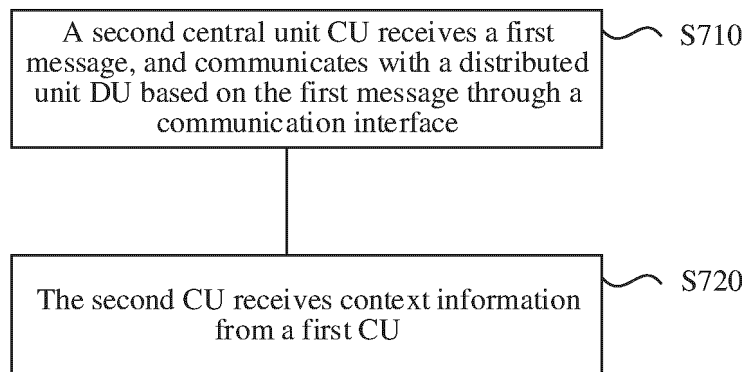 A second central unit CU receives a first
message, and communicates with a distributed
unit DU based on the first message through a
communication interface
S710
The second CU receives context information
from a first CU
S720